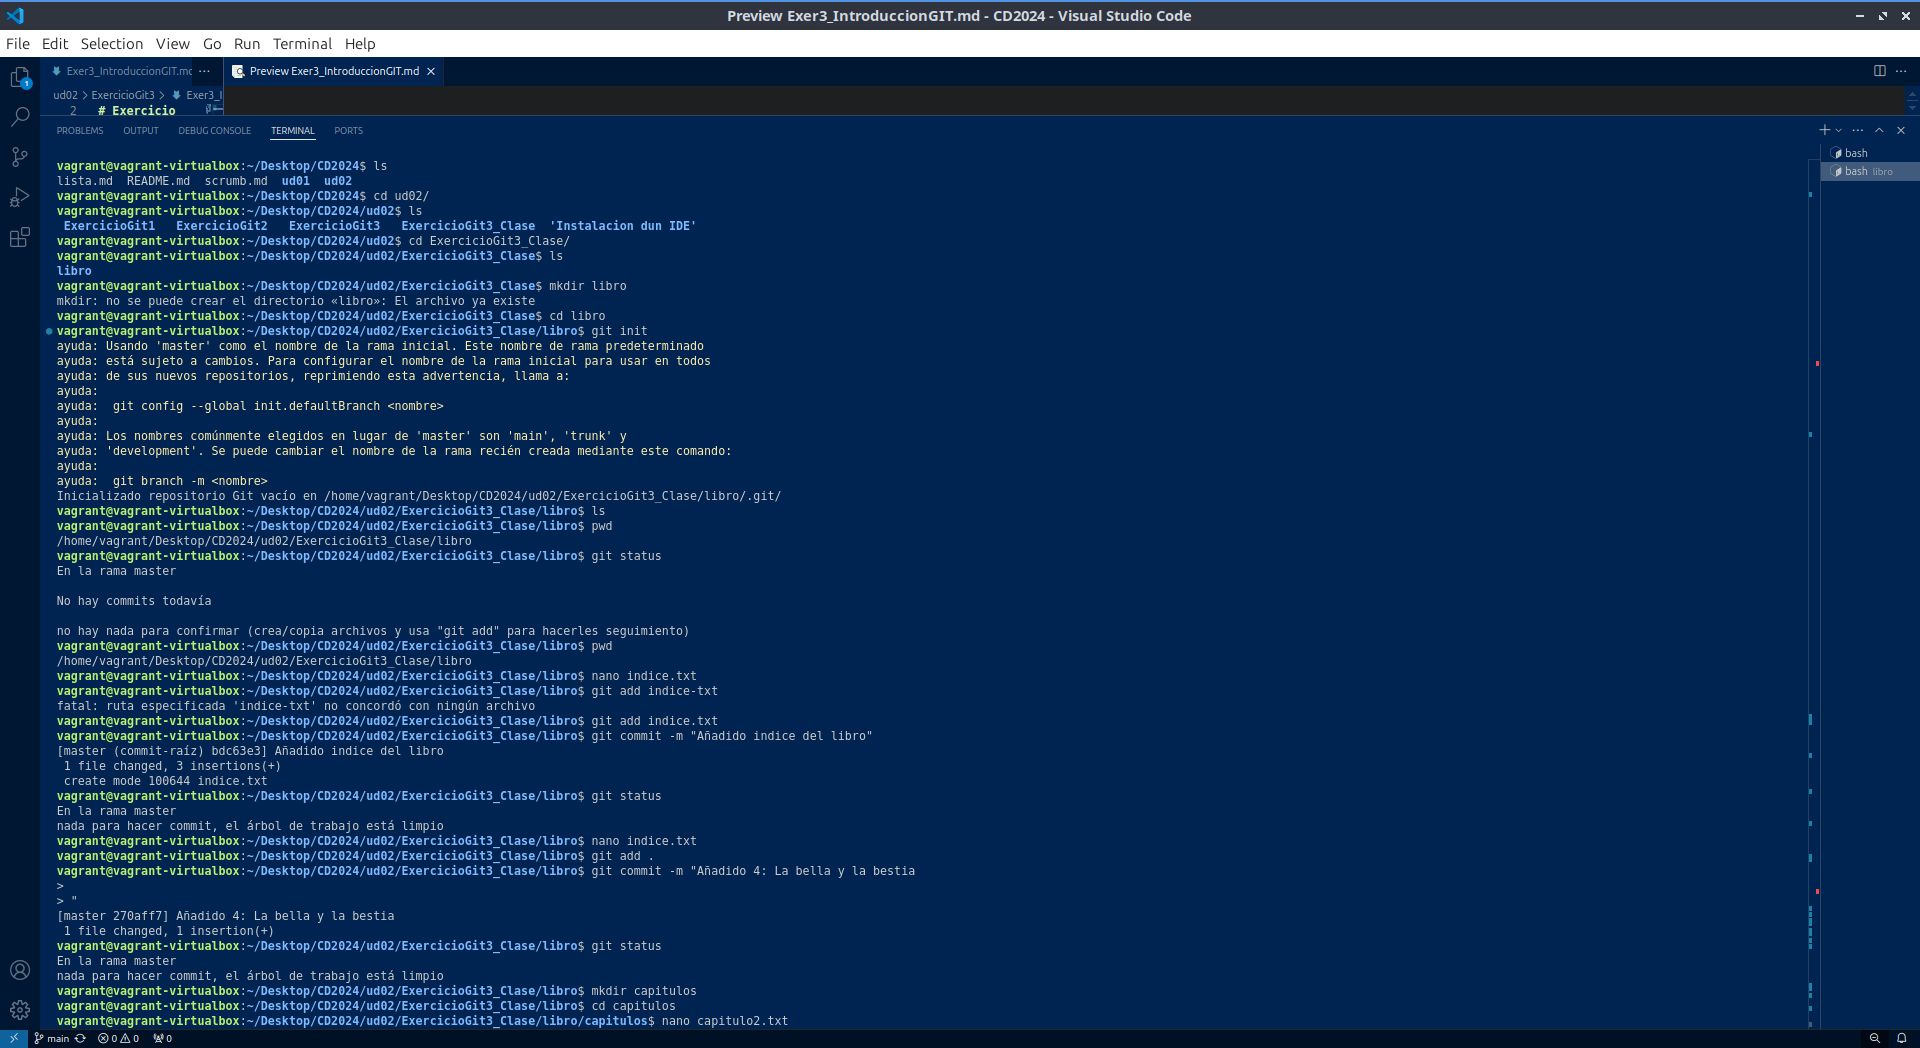 Preview Exer3_IntroduccionGIT.md - CD2024 - Visual Studio Code
File Edit Selection View Go Run Terminal Help
Exer3_IntroduccionGIT.mc ··· Preview Exer3_IntroduccionGIT.md
1
ud02 > ExercicioGit3 > Exer3_I
2 # Exercicio
PROBLEMS OUTPUT DEBUG CONSOLE TERMINAL PORTS
bash
bash libro
vagrant@vagrant-virtualbox:~/Desktop/CD2024$ ls
lista.md README.md scrumb.md ud01 ud02
vagrant@vagrant-virtualbox:~/Desktop/CD2024$ cd ud02/
vagrant@vagrant-virtualbox:~/Desktop/CD2024/ud02$ ls
ExercicioGit1 ExercicioGit2 ExercicioGit3 ExercicioGit3_Clase 'Instalacion dun IDE'
vagrant@vagrant-virtualbox:~/Desktop/CD2024/ud02$ cd ExercicioGit3_Clase/
vagrant@vagrant-virtualbox:~/Desktop/CD2024/ud02/ExercicioGit3_Clase$ ls
libro
vagrant@vagrant-virtualbox:~/Desktop/CD2024/ud02/ExercicioGit3_Clase$ mkdir libro
mkdir: no se puede crear el directorio «libro»: El archivo ya existe
vagrant@vagrant-virtualbox:~/Desktop/CD2024/ud02/ExercicioGit3_Clase$ cd libro
vagrant@vagrant-virtualbox:~/Desktop/CD2024/ud02/ExercicioGit3_Clase/libro$ git init
ayuda: Usando 'master' como el nombre de la rama inicial. Este nombre de rama predeterminado
ayuda: está sujeto a cambios. Para configurar el nombre de la rama inicial para usar en todos
ayuda: de sus nuevos repositorios, reprimiendo esta advertencia, llama a:
ayuda:
ayuda:  git config --global init.defaultBranch <nombre>
ayuda:
ayuda: Los nombres comúnmente elegidos en lugar de 'master' son 'main', 'trunk' y
ayuda: 'development'. Se puede cambiar el nombre de la rama recién creada mediante este comando:
ayuda:
ayuda:  git branch -m <nombre>
Inicializado repositorio Git vacío en /home/vagrant/Desktop/CD2024/ud02/ExercicioGit3_Clase/libro/.git/
vagrant@vagrant-virtualbox:~/Desktop/CD2024/ud02/ExercicioGit3_Clase/libro$ ls
vagrant@vagrant-virtualbox:~/Desktop/CD2024/ud02/ExercicioGit3_Clase/libro$ pwd
/home/vagrant/Desktop/CD2024/ud02/ExercicioGit3_Clase/libro
vagrant@vagrant-virtualbox:~/Desktop/CD2024/ud02/ExercicioGit3_Clase/libro$ git status
En la rama master
No hay commits todavía
no hay nada para confirmar (crea/copia archivos y usa "git add" para hacerles seguimiento)
vagrant@vagrant-virtualbox:~/Desktop/CD2024/ud02/ExercicioGit3_Clase/libro$ pwd
/home/vagrant/Desktop/CD2024/ud02/ExercicioGit3_Clase/libro
vagrant@vagrant-virtualbox:~/Desktop/CD2024/ud02/ExercicioGit3_Clase/libro$ nano indice.txt
vagrant@vagrant-virtualbox:~/Desktop/CD2024/ud02/ExercicioGit3_Clase/libro$ git add indice-txt
fatal: ruta especificada 'indice-txt' no concordó con ningún archivo
vagrant@vagrant-virtualbox:~/Desktop/CD2024/ud02/ExercicioGit3_Clase/libro$ git add indice.txt
vagrant@vagrant-virtualbox:~/Desktop/CD2024/ud02/ExercicioGit3_Clase/libro$ git commit -m "Añadido indice del libro"
[master (commit-raíz) bdc63e3] Añadido indice del libro
1 file changed, 3 insertions(+)
create mode 100644 indice.txt
vagrant@vagrant-virtualbox:~/Desktop/CD2024/ud02/ExercicioGit3_Clase/libro$ git status
En la rama master
nada para hacer commit, el árbol de trabajo está limpio
vagrant@vagrant-virtualbox:~/Desktop/CD2024/ud02/ExercicioGit3_Clase/libro$ nano indice.txt
vagrant@vagrant-virtualbox:~/Desktop/CD2024/ud02/ExercicioGit3_Clase/libro$ git add .
vagrant@vagrant-virtualbox:~/Desktop/CD2024/ud02/ExercicioGit3_Clase/libro$ git commit -m "Añadido 4: La bella y la bestia
>
> "
[master 270aff7] Añadido 4: La bella y la bestia
1 file changed, 1 insertion(+)
vagrant@vagrant-virtualbox:~/Desktop/CD2024/ud02/ExercicioGit3_Clase/libro$ git status
En la rama master
nada para hacer commit, el árbol de trabajo está limpio
vagrant@vagrant-virtualbox:~/Desktop/CD2024/ud02/ExercicioGit3_Clase/libro$ mkdir capitulos
vagrant@vagrant-virtualbox:~/Desktop/CD2024/ud02/ExercicioGit3_Clase/libro$ cd capitulos
vagrant@vagrant-virtualbox:~/Desktop/CD2024/ud02/ExercicioGit3_Clase/libro/capitulos$ nano capitulo2.txt
main 0 0 0